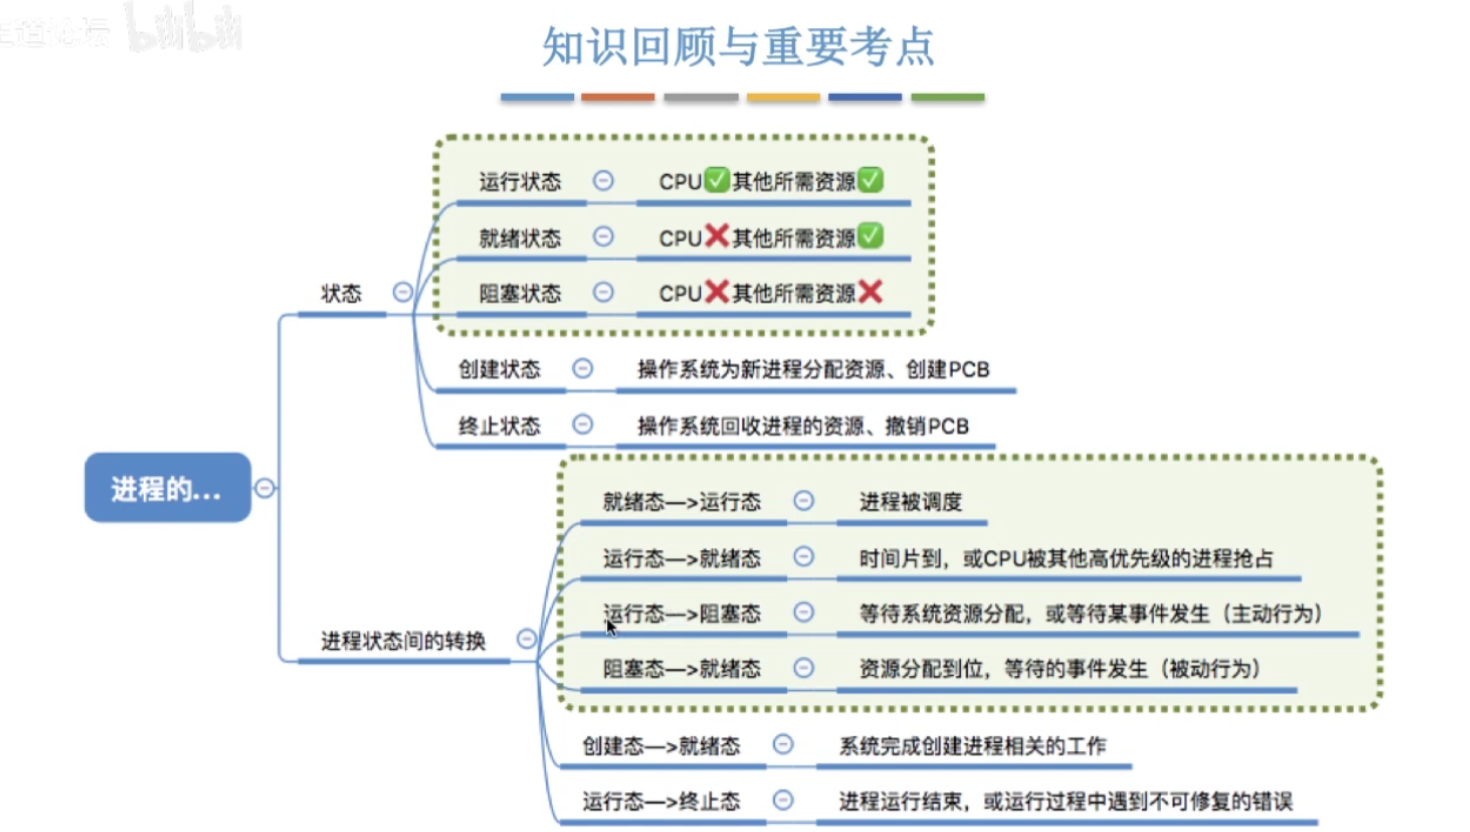 道论坛 bilibili
知识回顾与重要考点
运行状态 CPU✅其他所需资源✅
就绪状态 CPU❌其他所需资源✅
状态
阻塞状态 CPU❌其他所需资源❌
创建状态 操作系统为新进程分配资源、创建PCB
终止状态 操作系统回收进程的资源、撤销PCB
进程的...
就绪态—>运行态 进程被调度
运行态—>就绪态 时间片到，或CPU被其他高优先级的进程抢占
运行态—>阻塞态 等待系统资源分配，或等待某事件发生（主动行为）
进程状态间的转换
阻塞态—>就绪态 资源分配到位，等待的事件发生（被动行为）
创建态—>就绪态 系统完成创建进程相关的工作
运行态—>终止态 进程运行结束，或运行过程中遇到不可修复的错误